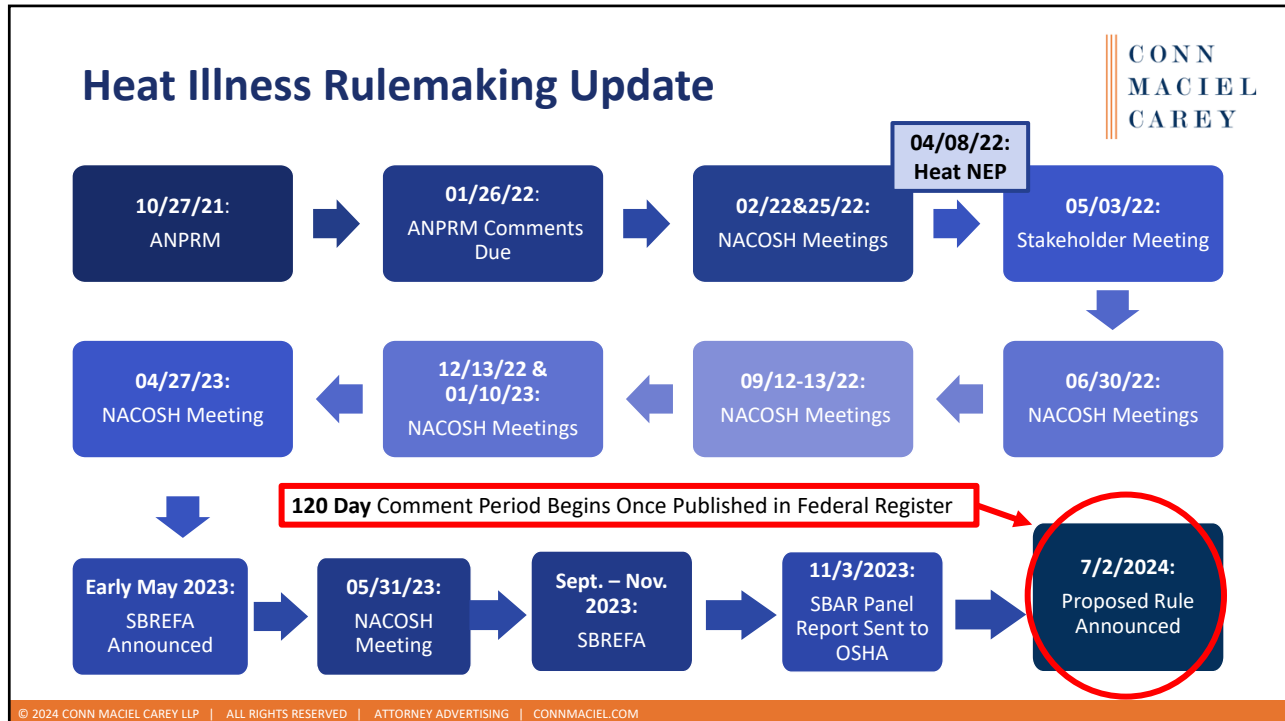 Heat Illness Rulemaking Update
CONN
MACIEL
CAREY
10/27/21:
ANPRM
01/26/22:
ANPRM Comments
Due
02/22&25/22:
NACOSH Meetings
04/08/22:
Heat NEP
05/03/22:
Stakeholder Meeting
06/30/22:
NACOSH Meetings
09/12-13/22:
NACOSH Meetings
12/13/22 &
01/10/23:
NACOSH Meetings
04/27/23:
NACOSH Meeting
Early May 2023:
SBREFA
Announced
05/31/23:
NACOSH
Meeting
Sept. – Nov.
2023:
SBREFA
11/3/2023:
SBAR Panel
Report Sent to
OSHA
120 Day Comment Period Begins Once Published in Federal Register
7/2/2024:
Proposed Rule
Announced
© 2024 CONN MACIEL CAREY LLP | ALL RIGHTS RESERVED | ATTORNEY ADVERTISING | CONNMACIEL.COM